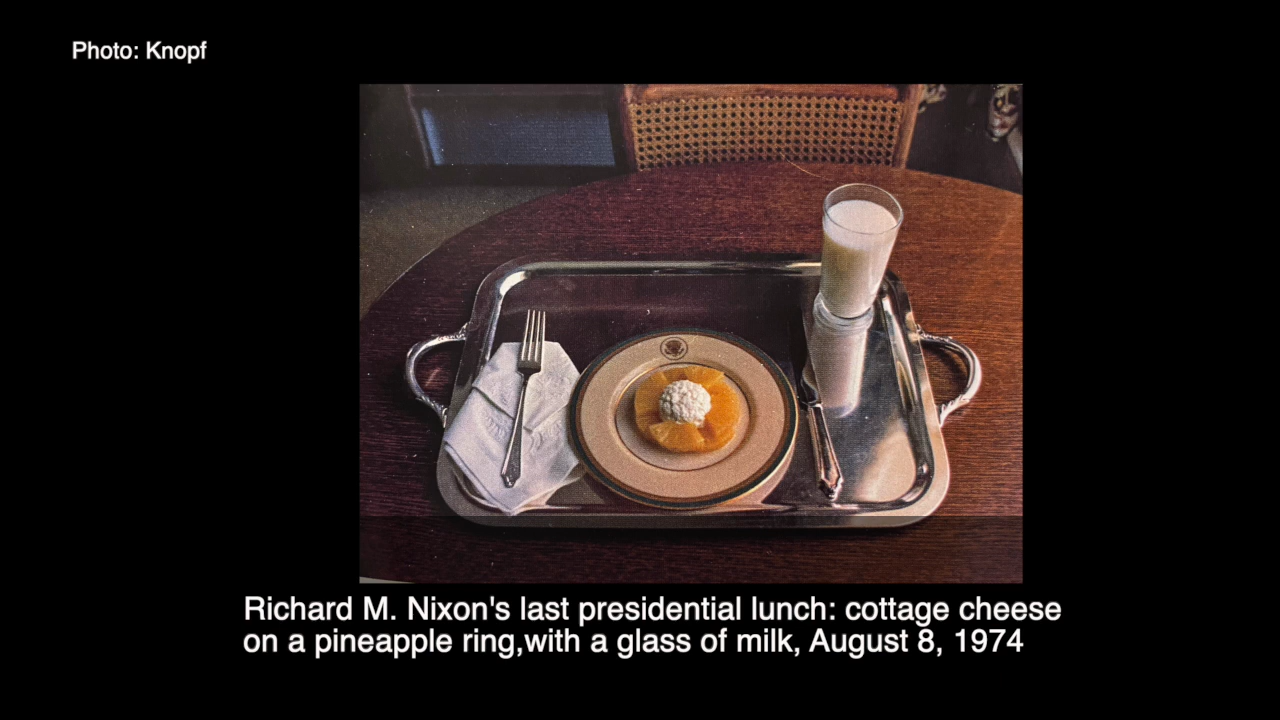 Photo: Knopf
Richard M. Nixon's last presidential lunch: cottage cheese
on a pineapple ring,with a glass of milk, August 8, 1974